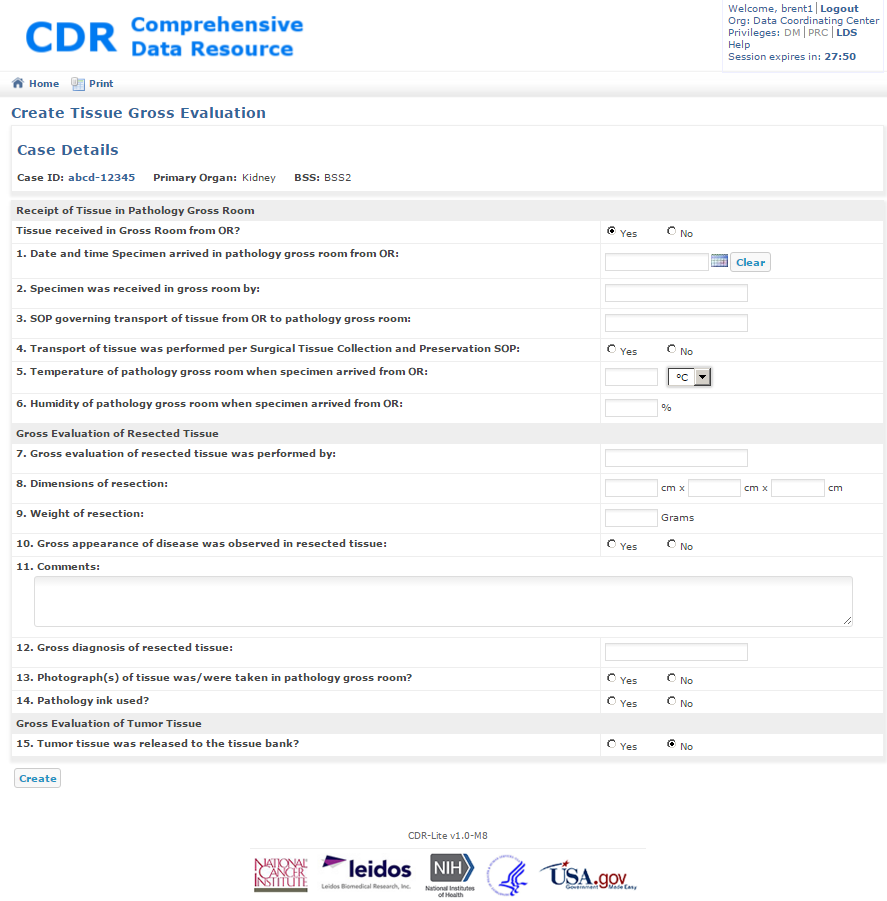 CDR Comprehensive
Data Resource
Welcome, brent1 | Logout
Org: Data Coordinating Center
Privileges: DM | PRC | LDS
Help
Session expires in: 27:50
Home Print
Create Tissue Gross Evaluation
Case Details
Case ID: abcd-12345 Primary Organ: Kidney BSS: BSS2
Receipt of Tissue in Pathology Gross Room
Tissue received in Gross Room from OR? Yes No
1. Date and time Specimen arrived in pathology gross room from OR: Clear
2. Specimen was received in gross room by:
3. SOP governing transport of tissue from OR to pathology gross room:
4. Transport of tissue was performed per Surgical Tissue Collection and Preservation SOP: Yes No
5. Temperature of pathology gross room when specimen arrived from OR: °C
6. Humidity of pathology gross room when specimen arrived from OR: %
Gross Evaluation of Resected Tissue
7. Gross evaluation of resected tissue was performed by:
8. Dimensions of resection: cm x cm x cm
9. Weight of resection: Grams
10. Gross appearance of disease was observed in resected tissue: Yes No
11. Comments:
12. Gross diagnosis of resected tissue:
13. Photograph(s) of tissue was/were taken in pathology gross room? Yes No
14. Pathology ink used? Yes No
Gross Evaluation of Tumor Tissue
15. Tumor tissue was released to the tissue bank? Yes No
Create
CDR-Lite v1.0-M8
NATIONAL
CANCER
INSTITUTE
leidos
Leidos Biomedical Research, Inc.
NIH
National Institutes
of Health
USA.gov
Government Made Easy